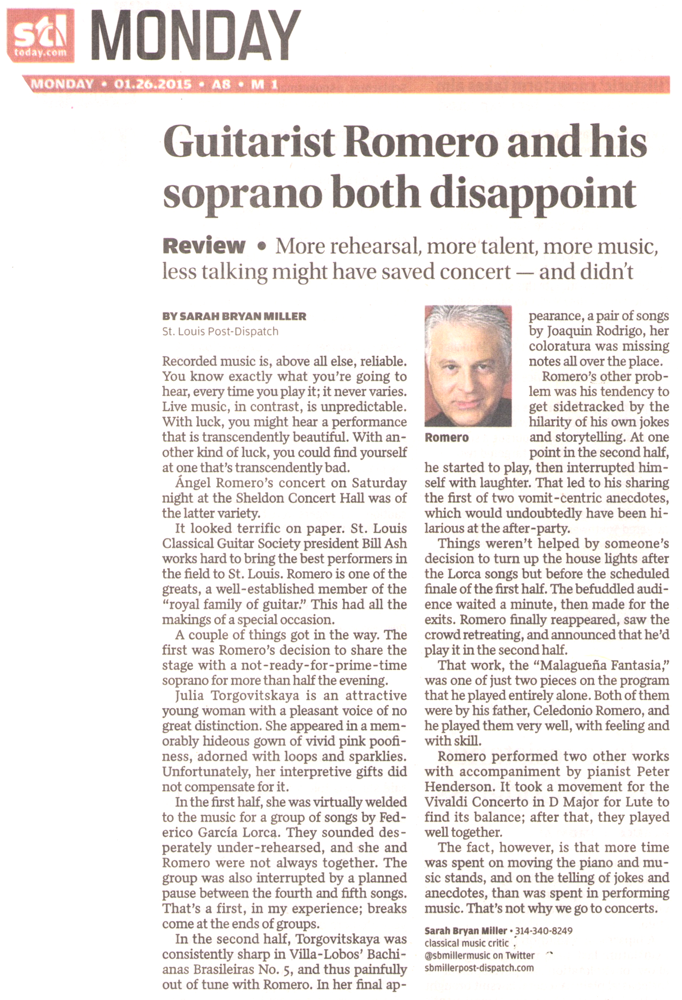 stl
today.com
MONDAY
MONDAY • 01.26.2015 • A8 • M 1
Guitarist Romero and his
soprano both disappoint
Review • More rehearsal, more talent, more music,
less talking might have saved concert — and didn't
BY SARAH BRYAN MILLER
St. Louis Post-Dispatch
Recorded music is, above all else, reliable.
You know exactly what you're going to
hear, every time you play it; it never varies.
Live music, in contrast, is unpredictable.
With luck, you might hear a performance
that is transcendently beautiful. With an-
other kind of luck, you could find yourself
at one that's transcendently bad.
Ángel Romero's concert on Saturday
night at the Sheldon Concert Hall was of
the latter variety.
It looked terrific on paper. St. Louis
Classical Guitar Society president Bill Ash
works hard to bring the best performers in
the field to St. Louis. Romero is one of the
greats, a well-established member of the
“royal family of guitar.” This had all the
makings of a special occasion.
A couple of things got in the way. The
first was Romero's decision to share the
stage with a not-ready-for-prime-time
soprano for more than half the evening.
Julia Torgovitskaya is an attractive
young woman with a pleasant voice of no
great distinction. She appeared in a mem-
orably hideous gown of vivid pink poofi-
ness, adorned with loops and sparklies.
Unfortunately, her interpretive gifts did
not compensate for it.
In the first half, she was virtually welded
to the music for a group of songs by Fed-
erico García Lorca. They sounded des-
perately under-rehearsed, and she and
Romero were not always together. The
group was also interrupted by a planned
pause between the fourth and fifth songs.
That's a first, in my experience; breaks
come at the ends of groups.
In the second half, Torgovitskaya was
consistently sharp in Villa-Lobos' Bachi-
anas Brasileiras No. 5, and thus painfully
out of tune with Romero. In her final ap-
Romero
pearance, a pair of songs
by Joaquin Rodrigo, her
coloratura was missing
notes all over the place.
Romero's other prob-
lem was his tendency to
get sidetracked by the
hilarity of his own jokes
and storytelling. At one
point in the second half,
he started to play, then interrupted him-
self with laughter. That led to his sharing
the first of two vomit-centric anecdotes,
which would undoubtedly have been hi-
larious at the after-party.
Things weren't helped by someone's
decision to turn up the house lights after
the Lorca songs but before the scheduled
finale of the first half. The befuddled audi-
ence waited a minute, then made for the
exits. Romero finally reappeared, saw the
crowd retreating, and announced that he'd
play it in the second half.
That work, the “Malagueña Fantasia,”
was one of just two pieces on the program
that he played entirely alone. Both of them
were by his father, Celedonio Romero, and
he played them very well, with feeling and
with skill.
Romero performed two other works
with accompaniment by pianist Peter
Henderson. It took a movement for the
Vivaldi Concerto in D Major for Lute to
find its balance; after that, they played
well together.
The fact, however, is that more time
was spent on moving the piano and mu-
sic stands, and on the telling of jokes and
anecdotes, than was spent in performing
music. That's not why we go to concerts.
Sarah Bryan Miller • 314-340-8249
classical music critic
@sbmillermusic on Twitter
sbmillerpost-dispatch.com